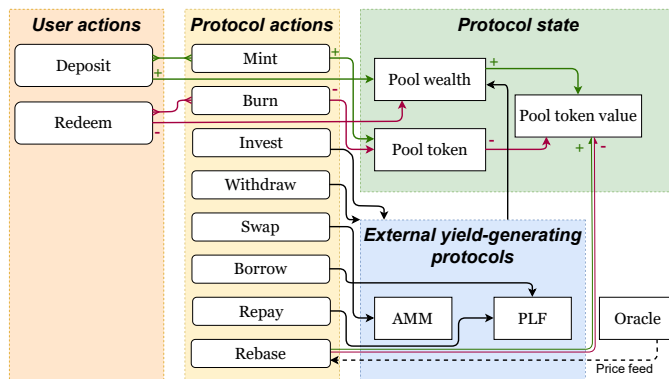 User actions
Protocol actions
Protocol state
Deposit
Redeem
Mint
Burn
Invest
Withdraw
Swap
Borrow
Repay
Rebase
Pool wealth
Pool token
Pool token value
+
+
-
-
+
-
+
-
External yield-generating
protocols
AMM
PLF
Oracle
Price feed